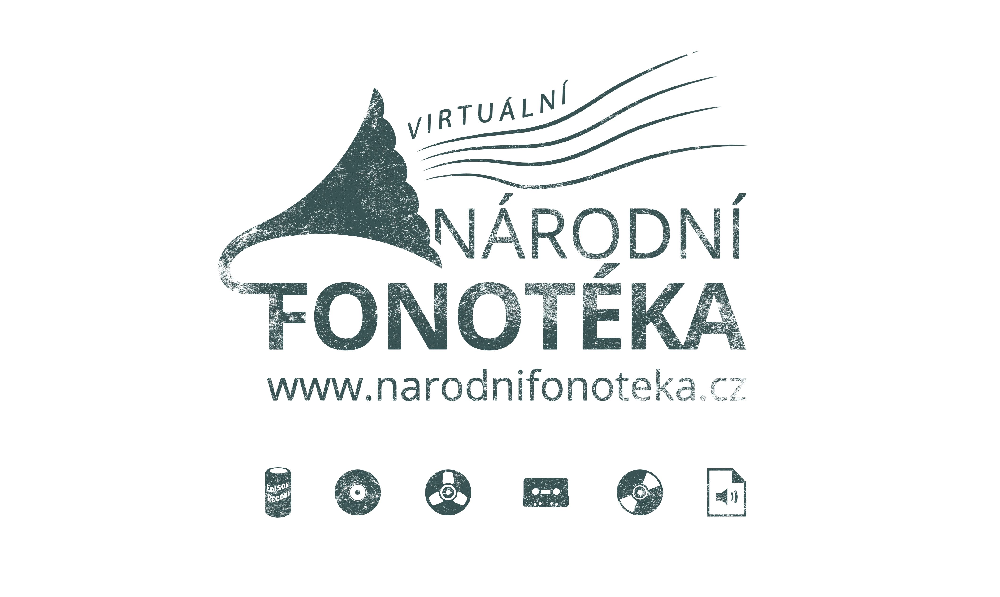 VIRTUÁLNÍ
NÁRODNÍ
FONOTÉKA
www.narodnifonoteka.cz
EDISON
RECORD